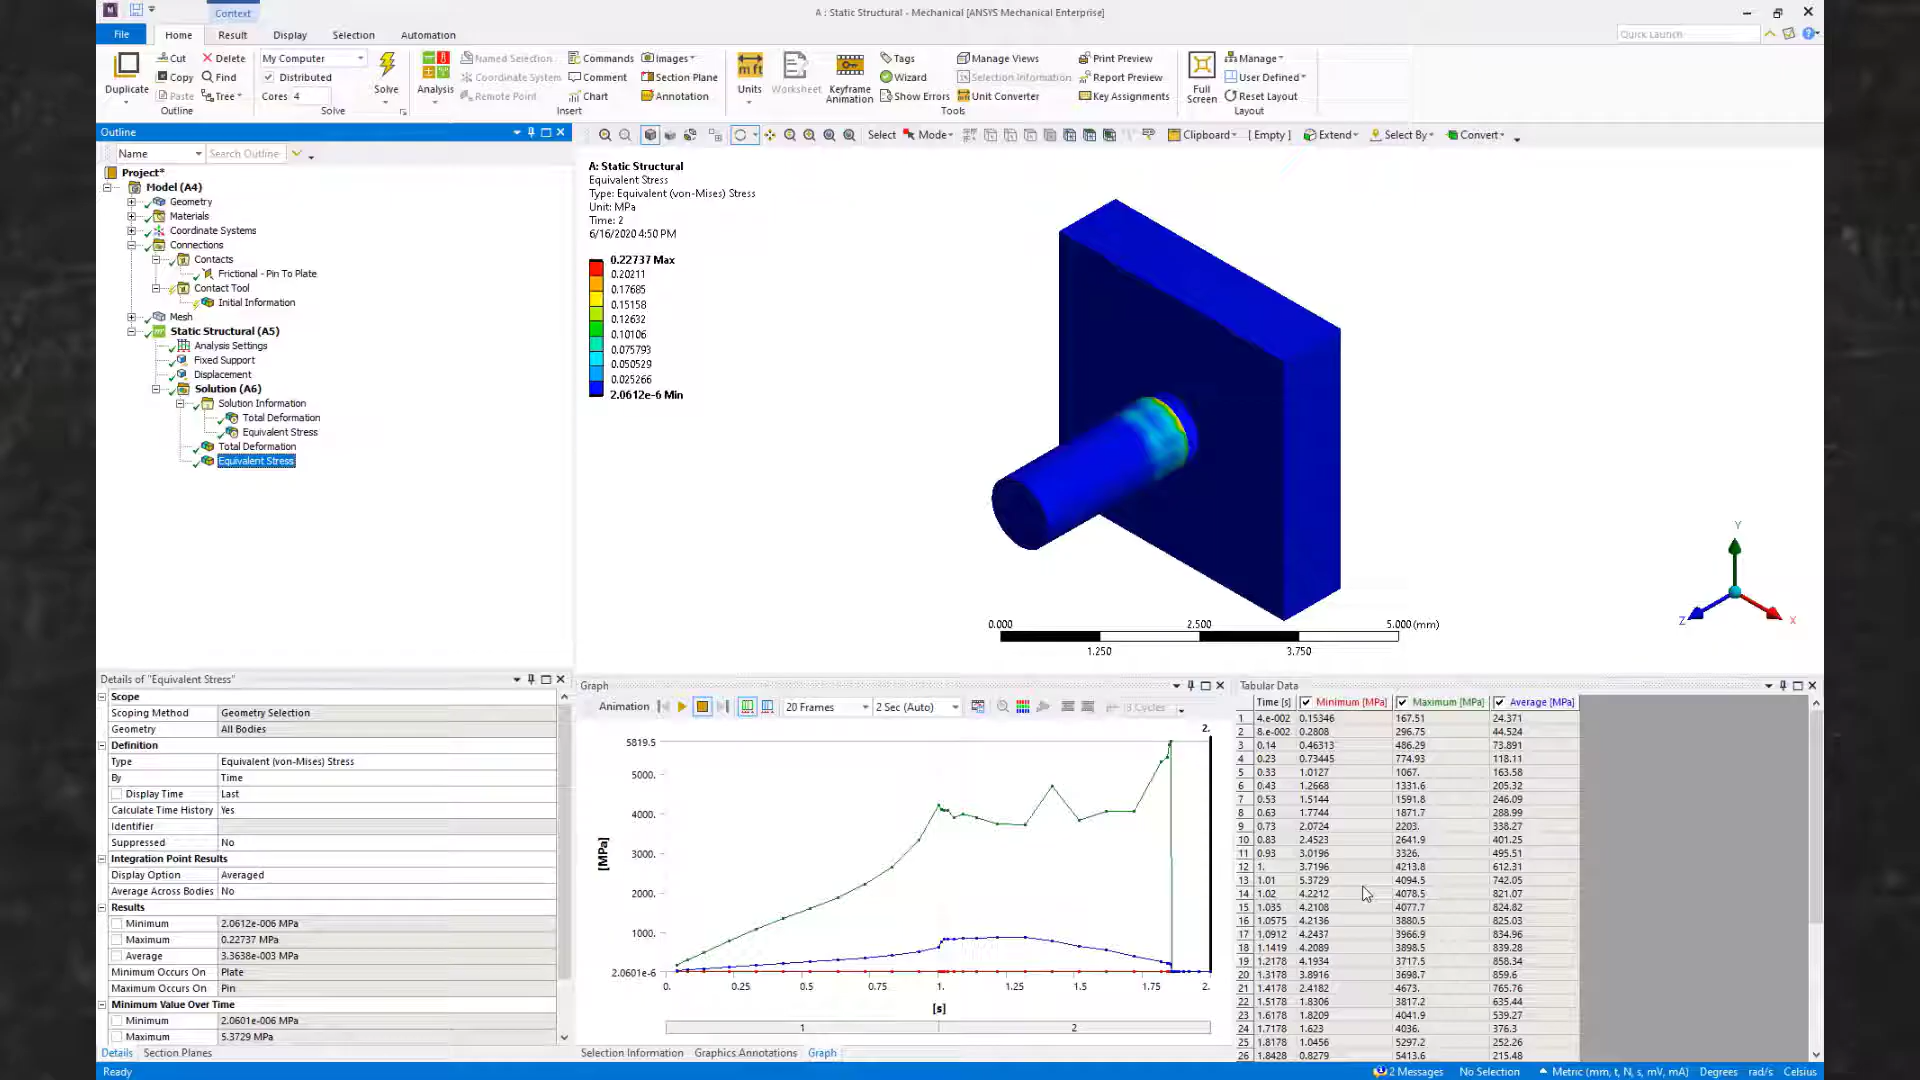 Context
A : Static Structural - Mechanical [ANSYS Mechanical Enterprise]
File Home Result Display Selection Automation
Quick Launch
Duplicate
Cut
Copy
Paste
Delete
Find
Tree
Outline
My Computer
Distributed
Cores 4
Solve
Solve
Analysis
Named Selection
Coordinate System
Remote Point
Commands
Comment
Chart
Images
Section Plane
Annotation
Insert
Units
Worksheet
Keyframe
Animation
Tags
Wizard
Show Errors
Manage Views
Selection Information
Unit Converter
Print Preview
Report Preview
Key Assignments
Tools
Full
Screen
Manage
User Defined
Reset Layout
Layout
Outline
Name
Search Outline
Select Mode Clipboard [ Empty ] Extend Select By Convert
Project*
Model (A4)
Geometry
Materials
Coordinate Systems
Connections
Contacts
Frictional - Pin To Plate
Contact Tool
Initial Information
Mesh
Static Structural (A5)
Analysis Settings
Fixed Support
Displacement
Solution (A6)
Solution Information
Total Deformation
Equivalent Stress
Total Deformation
Equivalent Stress
A: Static Structural
Equivalent Stress
Type: Equivalent (von-Mises) Stress
Unit: MPa
Time: 2
6/16/2020 4:50 PM
0.22737 Max
0.20211
0.17685
0.15158
0.12632
0.10106
0.075793
0.050529
0.025266
2.0612e-6 Min
0.000 2.500 5.000 (mm)
1.250 3.750
Y
Z
X
Details of "Equivalent Stress"
Scope
Scoping Method Geometry Selection
Geometry All Bodies
Definition
Type Equivalent (von-Mises) Stress
By Time
Display Time Last
Calculate Time History Yes
Identifier
Suppressed No
Integration Point Results
Display Option Averaged
Average Across Bodies No
Results
Minimum 2.0612e-006 MPa
Maximum 0.22737 MPa
Average 3.3638e-003 MPa
Minimum Occurs On Plate
Maximum Occurs On Pin
Minimum Value Over Time
Minimum 2.0601e-006 MPa
Maximum 5.3729 MPa
Details Section Planes
Graph
Animation 20 Frames 2 Sec (Auto) 3 Cycles
2.
5819.5
5000.
4000.
3000.
2000.
1000.
2.0601e-6
[MPa]
0. 0.25 0.5 0.75 1. 1.25 1.5 1.75 2.
[s]
1 2
Selection Information Graphics Annotations Graph
Tabular Data
Time [s] Minimum [MPa] Maximum [MPa] Average [MPa]
1 4.e-002 0.15346 167.51 24.371
2 8.e-002 0.2808 296.75 44.524
3 0.14 0.46313 486.29 73.891
4 0.23 0.73445 774.93 118.11
5 0.33 1.0127 1067. 163.58
6 0.43 1.2668 1331.6 205.32
7 0.53 1.5144 1591.8 246.09
8 0.63 1.7744 1871.7 288.99
9 0.73 2.0724 2203. 338.27
10 0.83 2.4523 2641.9 401.25
11 0.93 3.0196 3326. 495.51
12 1. 3.7196 4213.8 612.31
13 1.01 5.3729 4094.5 742.05
14 1.02 4.2212 4078.5 821.07
15 1.035 4.2108 4077.7 824.82
16 1.0575 4.2136 3880.5 825.03
17 1.0912 4.2437 3966.9 834.96
18 1.1419 4.2089 3898.5 839.28
19 1.2178 4.1934 3717.5 858.34
20 1.3178 3.8916 3698.7 859.6
21 1.4178 2.4182 4673. 765.76
22 1.5178 1.8306 3817.2 635.44
23 1.6178 1.8209 4041.9 539.27
24 1.7178 1.623 4036. 376.3
25 1.8178 1.0456 5297.2 252.26
26 1.8428 0.8279 5413.6 215.48
Ready
2 Messages No Selection Metric (mm, t, N, s, mV, mA) Degrees rad/s Celsius